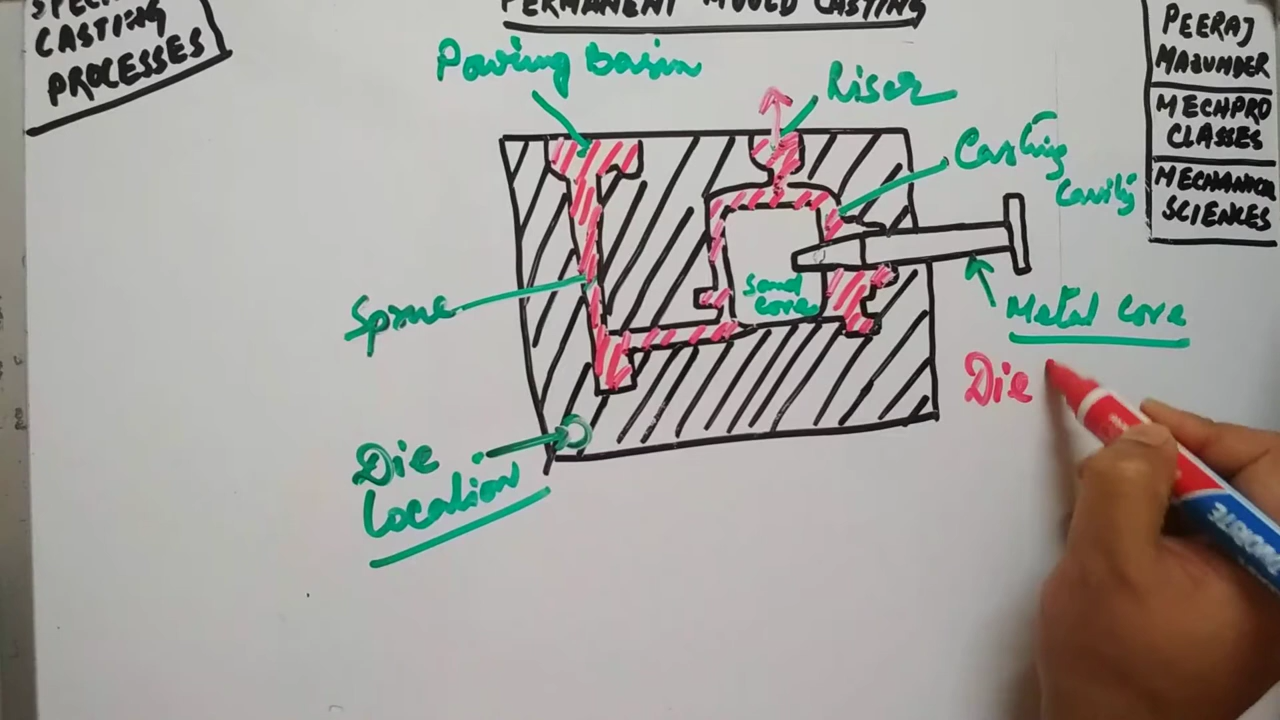 CASTING
PROCESSES
PERMANENT MOULD CASTING
PEERAJ
MAZUMDER
MECHPRO
CLASSES
MECHANICAL
SCIENCES
Pouring Basin
Riser
Casting
Cavity
Sprue
Sand
Core
Metal Core
Die
Die
Location